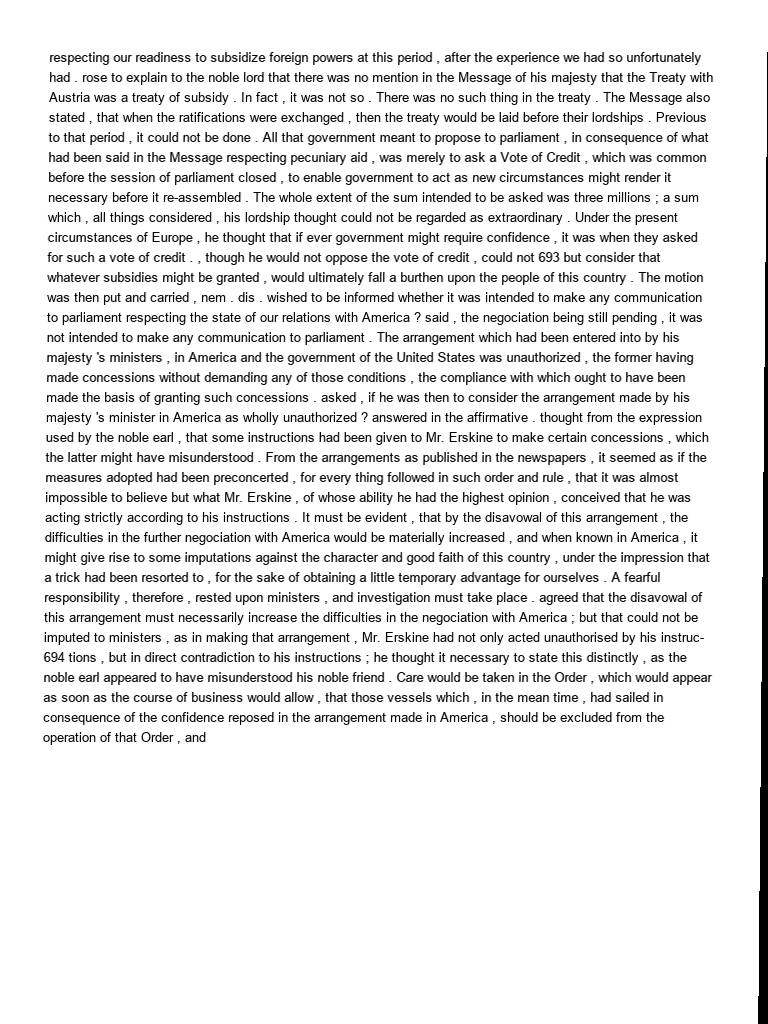 respecting our readiness to subsidize foreign powers at this period , after the experience we had so unfortunately
had . rose to explain to the noble lord that there was no mention in the Message of his majesty that the Treaty with
Austria was a treaty of subsidy . In fact , it was not so . There was no such thing in the treaty . The Message also
stated , that when the ratifications were exchanged , then the treaty would be laid before their lordships . Previous
to that period , it could not be done . All that government meant to propose to parliament , in consequence of what
had been said in the Message respecting pecuniary aid , was merely to ask a Vote of Credit , which was common
before the session of parliament closed , to enable government to act as new circumstances might render it
necessary before it re-assembled . The whole extent of the sum intended to be asked was three millions ; a sum
which , all things considered , his lordship thought could not be regarded as extraordinary . Under the present
circumstances of Europe , he thought that if ever government might require confidence , it was when they asked
for such a vote of credit . , though he would not oppose the vote of credit , could not 693 but consider that
whatever subsidies might be granted , would ultimately fall a burthen upon the people of this country . The motion
was then put and carried , nem . dis . wished to be informed whether it was intended to make any communication
to parliament respecting the state of our relations with America ? said , the negociation being still pending , it was
not intended to make any communication to parliament . The arrangement which had been entered into by his
majesty 's ministers , in America and the government of the United States was unauthorized , the former having
made concessions without demanding any of those conditions , the compliance with which ought to have been
made the basis of granting such concessions . asked , if he was then to consider the arrangement made by his
majesty 's minister in America as wholly unauthorized ? answered in the affirmative . thought from the expression
used by the noble earl , that some instructions had been given to Mr. Erskine to make certain concessions , which
the latter might have misunderstood . From the arrangements as published in the newspapers , it seemed as if the
measures adopted had been preconcerted , for every thing followed in such order and rule , that it was almost
impossible to believe but what Mr. Erskine , of whose ability he had the highest opinion , conceived that he was
acting strictly according to his instructions . It must be evident , that by the disavowal of this arrangement , the
difficulties in the further negociation with America would be materially increased , and when known in America , it
might give rise to some imputations against the character and good faith of this country , under the impression that
a trick had been resorted to , for the sake of obtaining a little temporary advantage for ourselves . A fearful
responsibility , therefore , rested upon ministers , and investigation must take place . agreed that the disavowal of
this arrangement must necessarily increase the difficulties in the negociation with America ; but that could not be
imputed to ministers , as in making that arrangement , Mr. Erskine had not only acted unauthorised by his instruc-
694 tions , but in direct contradiction to his instructions ; he thought it necessary to state this distinctly , as the
noble earl appeared to have misunderstood his noble friend . Care would be taken in the Order , which would appear
as soon as the course of business would allow , that those vessels which , in the mean time , had sailed in
consequence of the confidence reposed in the arrangement made in America , should be excluded from the
operation of that Order , and